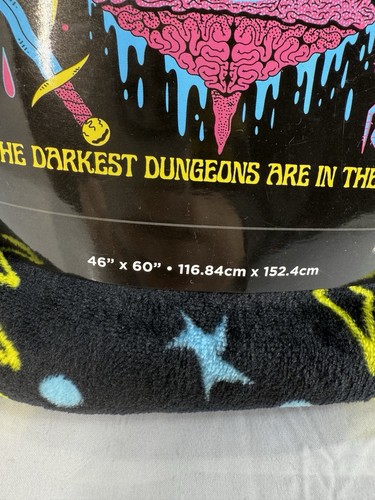 HE DARKEST DUNGEONS ARE IN THE
46” x 60” • 116.84cm x 152.4cm